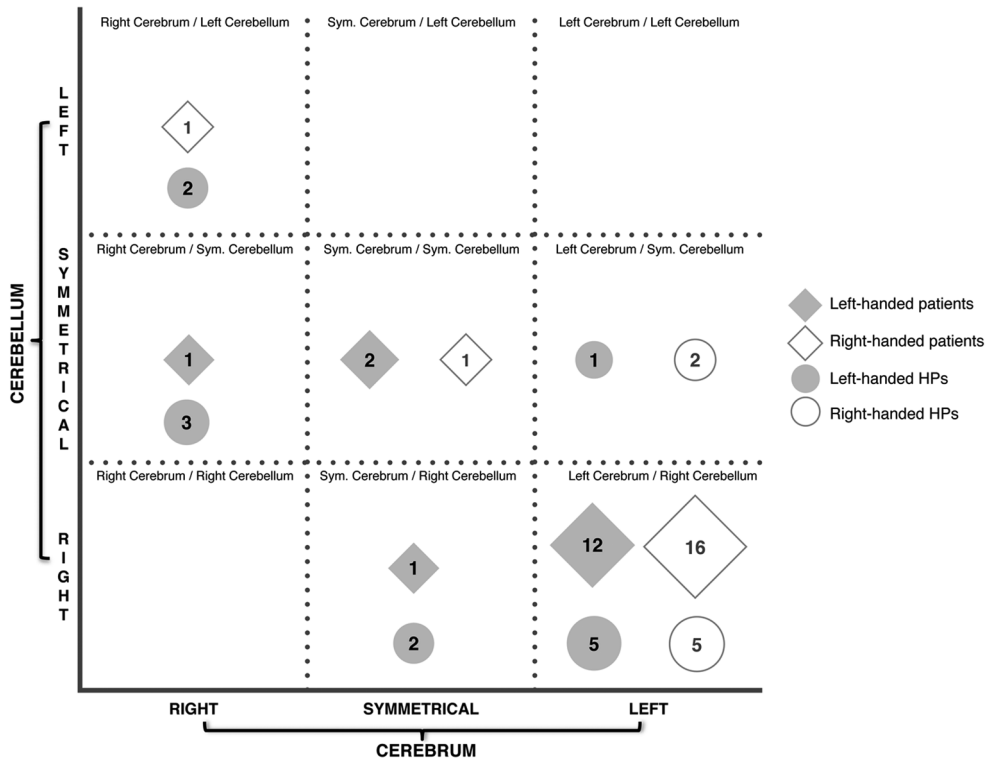 Right Cerebrum / Left Cerebellum
Sym. Cerebrum / Left Cerebellum
Left Cerebrum / Left Cerebellum
LEFT
1
2
Right Cerebrum / Sym. Cerebellum
Sym. Cerebrum / Sym. Cerebellum
Left Cerebrum / Sym. Cerebellum
CEREBELLUM
SYMMETRICAL
1
2
1
1
2
3
Left-handed patients
Right-handed patients
Left-handed HPs
Right-handed HPs
Right Cerebrum / Right Cerebellum
Sym. Cerebrum / Right Cerebellum
Left Cerebrum / Right Cerebellum
RIGHT
12
16
1
2
5
5
RIGHT
SYMMETRICAL
LEFT
CEREBRUM